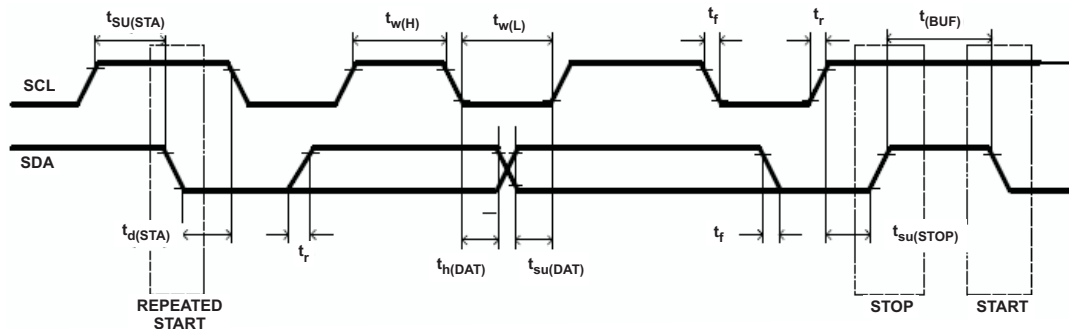 tSU(STA)
tw(H)
tw(L)
tf
tr
t(BUF)
SCL
SDA
td(STA)
tr
th(DAT)
tsu(DAT)
tf
tsu(STOP)
REPEATED
START
STOP
START